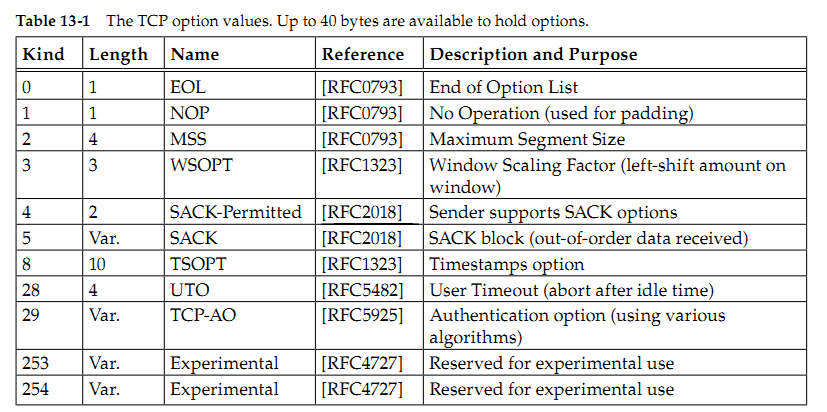 Table 13-1 The TCP option values. Up to 40 bytes are available to hold options.
Kind Length Name Reference Description and Purpose
0 1 EOL [RFC0793] End of Option List
1 1 NOP [RFC0793] No Operation (used for padding)
2 4 MSS [RFC0793] Maximum Segment Size
3 3 WSOPT [RFC1323] Window Scaling Factor (left-shift amount on
window)
4 2 SACK-Permitted [RFC2018] Sender supports SACK options
5 Var. SACK [RFC2018] SACK block (out-of-order data received)
8 10 TSOPT [RFC1323] Timestamps option
28 4 UTO [RFC5482] User Timeout (abort after idle time)
29 Var. TCP-AO [RFC5925] Authentication option (using various
algorithms)
253 Var. Experimental [RFC4727] Reserved for experimental use
254 Var. Experimental [RFC4727] Reserved for experimental use